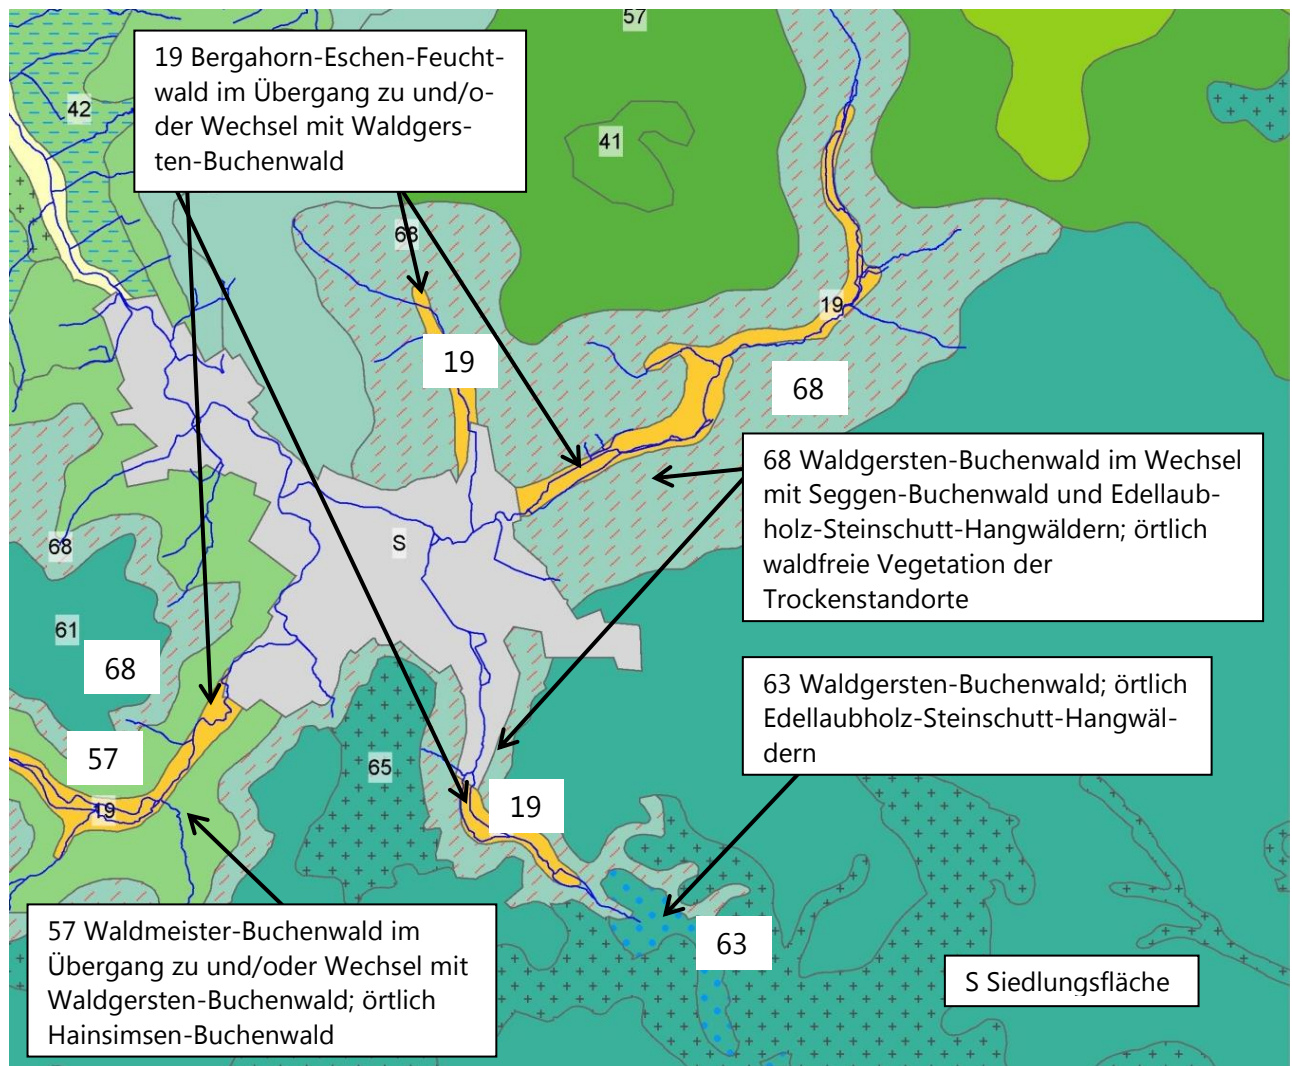 57
19 Bergahorn-Eschen-Feucht-
wald im Übergang zu und/o-
der Wechsel mit Waldgers-
ten-Buchenwald
42
41
68
19
19
68
68 Waldgersten-Buchenwald im Wechsel
mit Seggen-Buchenwald und Edellaub-
holz-Steinschutt-Hangwäldern; örtlich
waldfreie Vegetation der
Trockenstandorte
68
S
61
68
63 Waldgersten-Buchenwald; örtlich
Edellaubholz-Steinschutt-Hangwäl-
dern
57
65
19
19
57 Waldmeister-Buchenwald im
Übergang zu und/oder Wechsel mit
Waldgersten-Buchenwald; örtlich
Hainsimsen-Buchenwald
63
S Siedlungsfläche